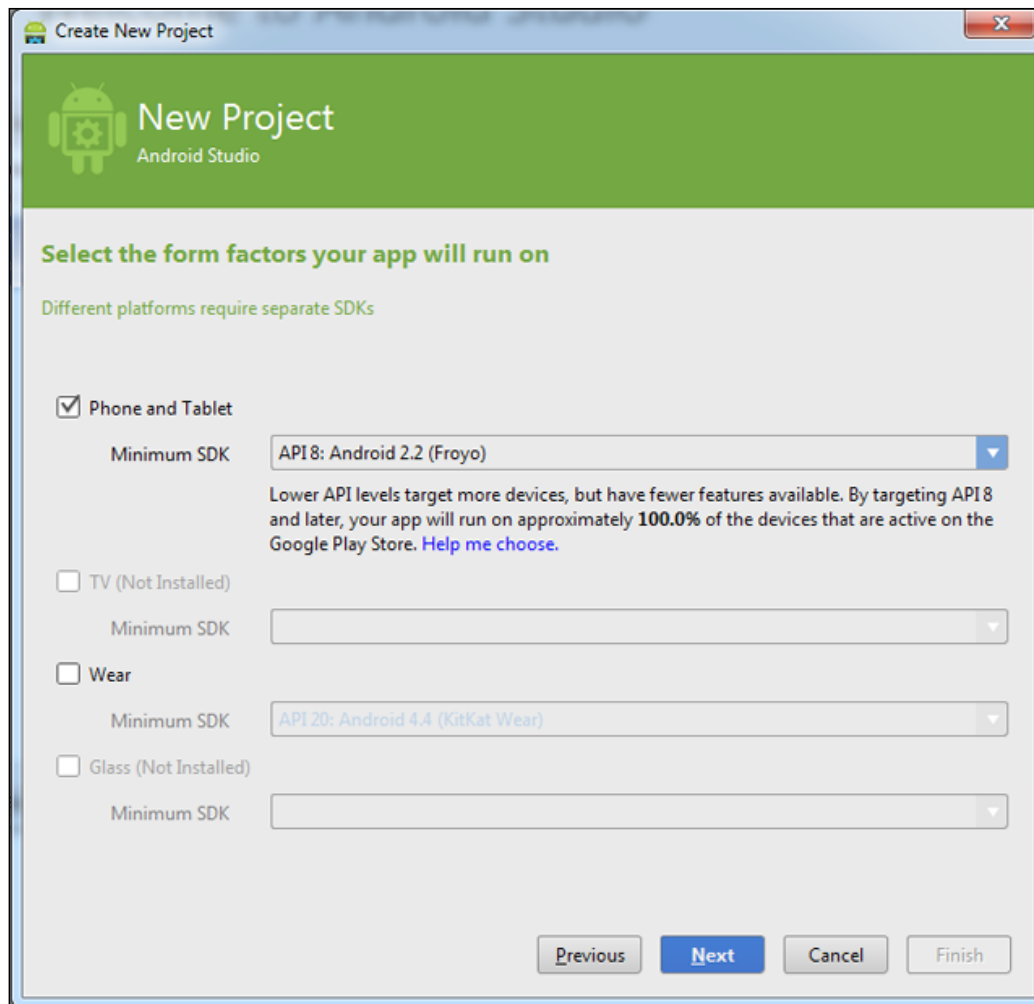 to Android Studio
Create New Project
New Project
Android Studio
Select the form factors your app will run on
Different platforms require separate SDKs
Phone and Tablet
Minimum SDK
API 8: Android 2.2 (Froyo)
Lower API levels target more devices, but have fewer features available. By targeting API 8
and later, your app will run on approximately 100.0% of the devices that are active on the
Google Play Store. Help me choose.
TV (Not Installed)
Minimum SDK
Wear
Minimum SDK
API 20: Android 4.4 (KitKat Wear)
Glass (Not Installed)
Minimum SDK
Previous
Next
Cancel
Finish